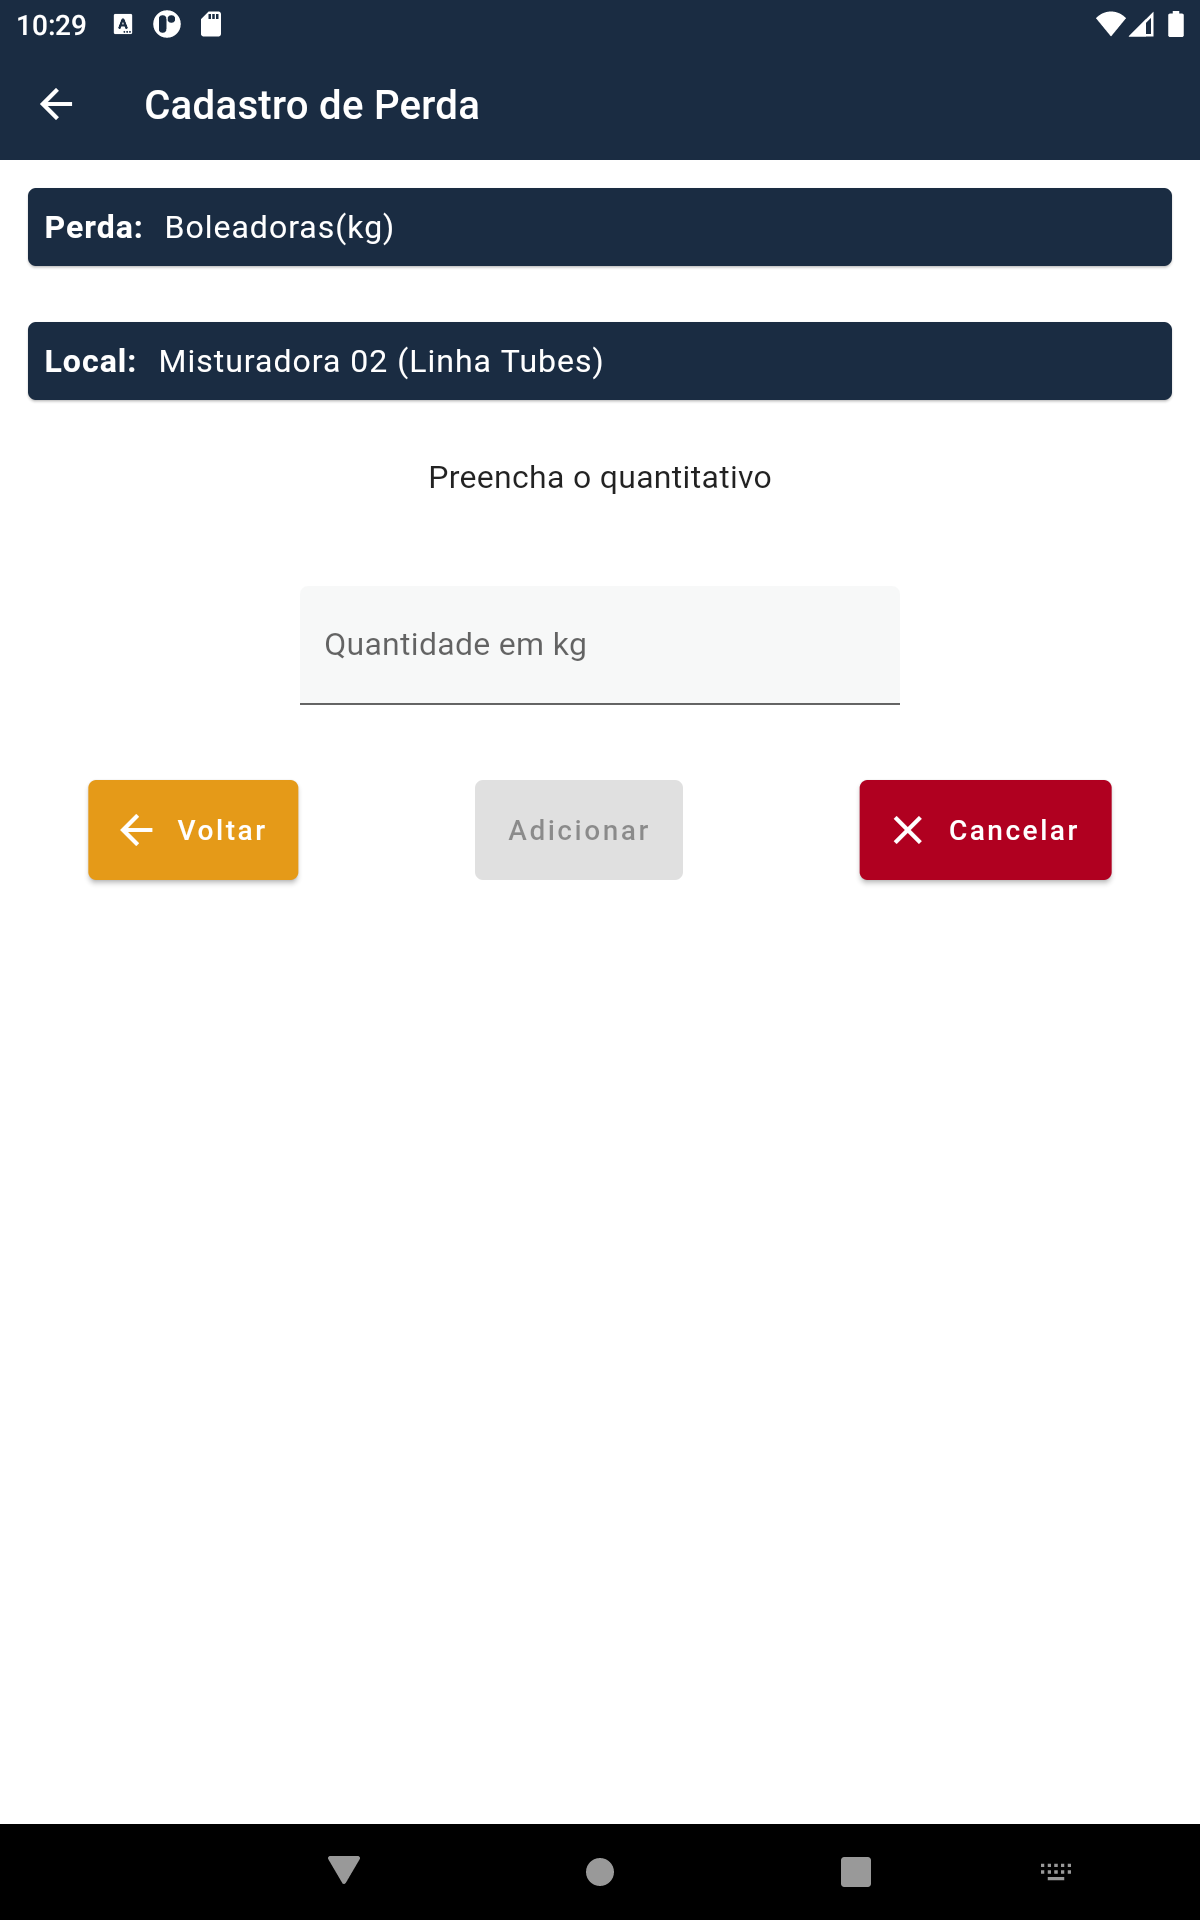 10:29
Cadastro de Perda
Perda: Boleadoras(kg)
Local: Misturadora 02 (Linha Tubes)
Preencha o quantitativo
Quantidade em kg
Voltar
Adicionar
Cancelar